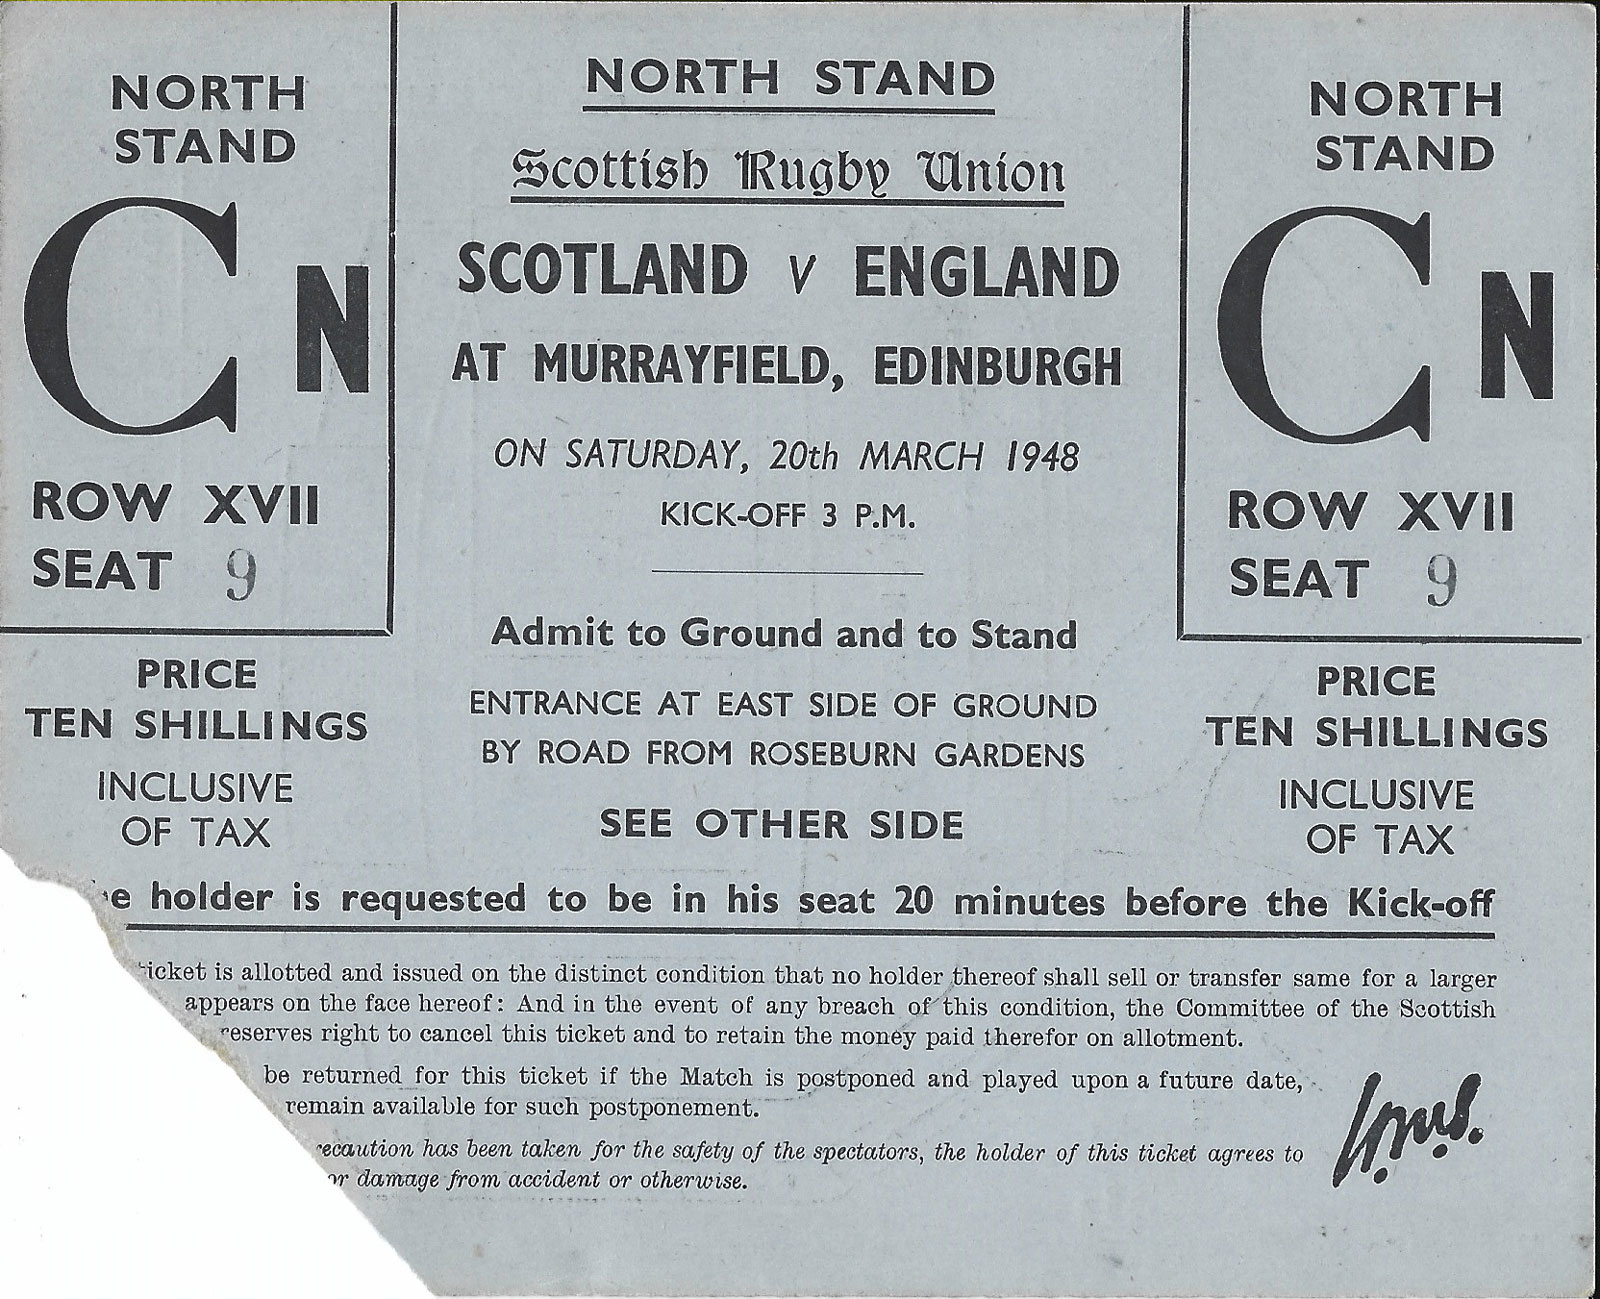 NORTH
STAND
C N
ROW XVII
SEAT 9
PRICE
TEN SHILLINGS
INCLUSIVE
OF TAX
NORTH STAND
Scottish Rugby Union
SCOTLAND v ENGLAND
AT MURRAYFIELD, EDINBURGH
ON SATURDAY, 20th MARCH 1948
KICK-OFF 3 P.M.
Admit to Ground and to Stand
ENTRANCE AT EAST SIDE OF GROUND
BY ROAD FROM ROSEBURN GARDENS
SEE OTHER SIDE
NORTH
STAND
C N
ROW XVII
SEAT 9
PRICE
TEN SHILLINGS
INCLUSIVE
OF TAX
e holder is requested to be in his seat 20 minutes before the Kick-off
icket is allotted and issued on the distinct condition that no holder thereof shall sell or transfer same for a larger
appears on the face hereof: And in the event of any breach of this condition, the Committee of the Scottish
eserves right to cancel this ticket and to retain the money paid therefor on allotment.
be returned for this ticket if the Match is postponed and played upon a future date,
remain available for such postponement.
ecaution has been taken for the safety of the spectators, the holder of this ticket agrees to
or damage from accident or otherwise.